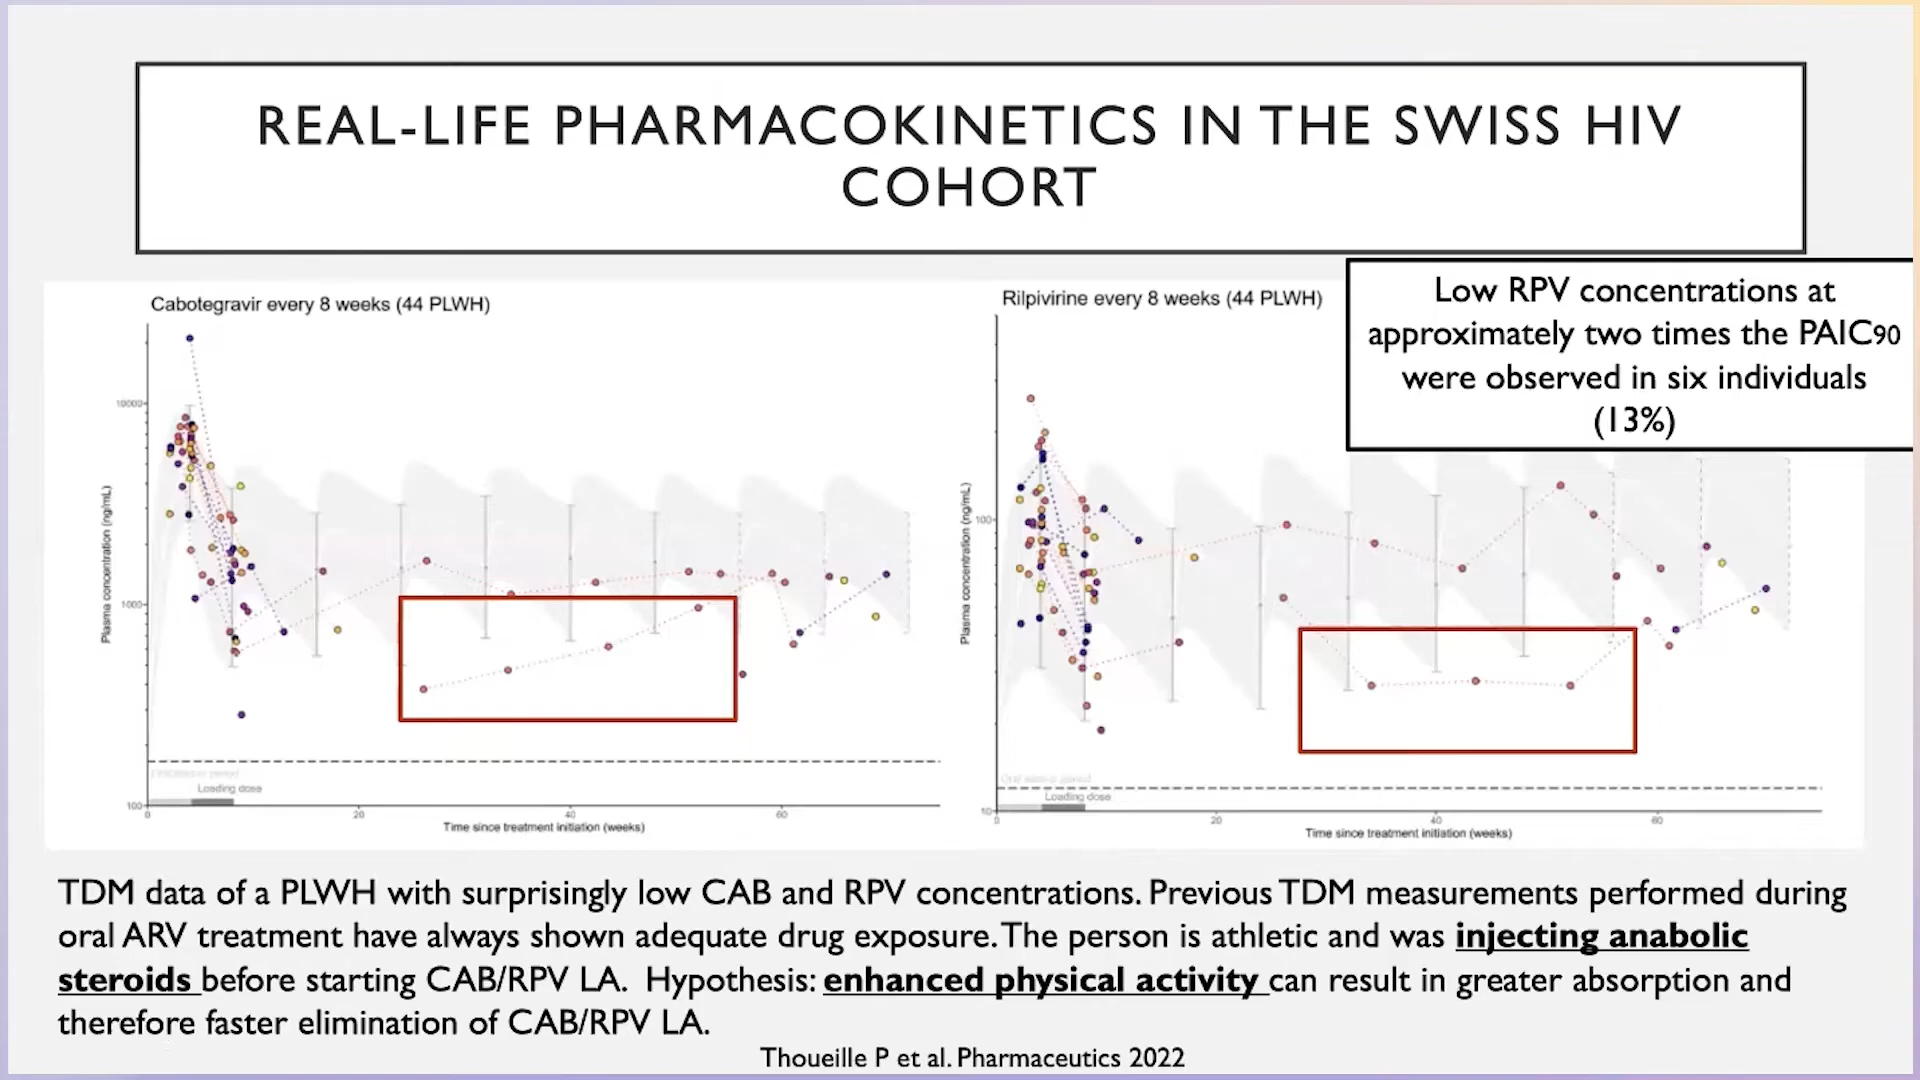 REAL-LIFE PHARMACOKINETICS IN THE SWISS HIV
COHORT
Cabotegravir every 8 weeks (44 PLWH)
10000
1000
100
Plasma concentration (ng/mL)
Loading dose
0
20
40
60
Time since treatment initiation (weeks)
Rilpivirine every 8 weeks (44 PLWH)
100
10
Plasma concentration (ng/mL)
Oral lead-in period
Loading dose
0
20
40
60
Time since treatment initiation (weeks)
Low RPV concentrations at
approximately two times the PAIC90
were observed in six individuals
(13%)
TDM data of a PLWH with surprisingly low CAB and RPV concentrations. Previous TDM measurements performed during
oral ARV treatment have always shown adequate drug exposure. The person is athletic and was injecting anabolic
steroids before starting CAB/RPV LA. Hypothesis: enhanced physical activity can result in greater absorption and
therefore faster elimination of CAB/RPV LA.
Thoueille P et al. Pharmaceutics 2022